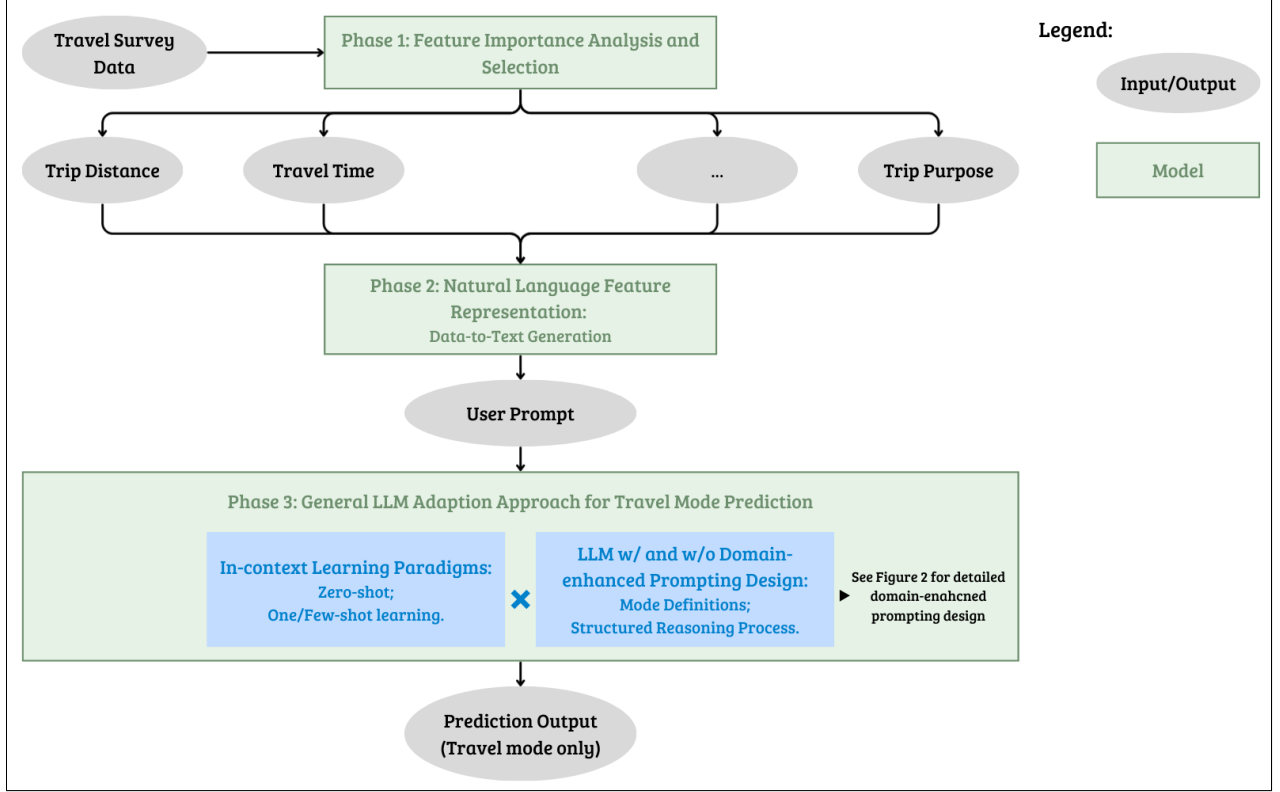 Travel Survey
Data
Phase 1: Feature Importance Analysis and
Selection
Legend:
Input/Output
Model
Trip Distance
Travel Time
...
Trip Purpose
Phase 2: Natural Language Feature
Representation:
Data-to-Text Generation
User Prompt
Phase 3: General LLM Adaption Approach for Travel Mode Prediction
In-context Learning Paradigms:
Zero-shot;
One/Few-shot learning.
LLM w/ and w/o Domain-
enhanced Prompting Design:
Mode Definitions;
Structured Reasoning Process.
See Figure 2 for detailed
domain-enahcned
prompting design
Prediction Output
(Travel mode only)